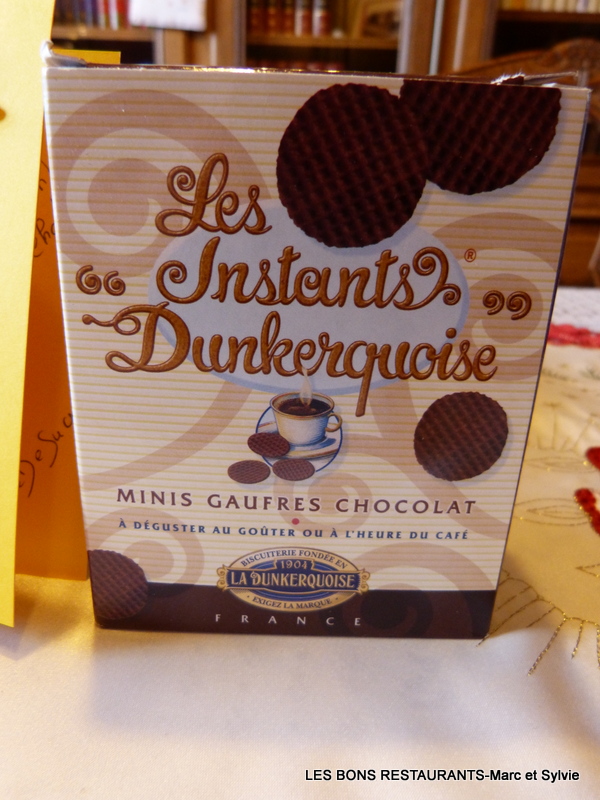 Les
“ Instants ® ”
Dunkerquoise
MINIS GAUFRES CHOCOLAT
À DÉGUSTER AU GOÛTER OU À L'HEURE DU CAFÉ
BISCUITERIE FONDÉE EN
1904
LA DUNKERQUOISE
EXIGEZ LA MARQUE
FRANCE
LES BONS RESTAURANTS-Marc et Sylvie